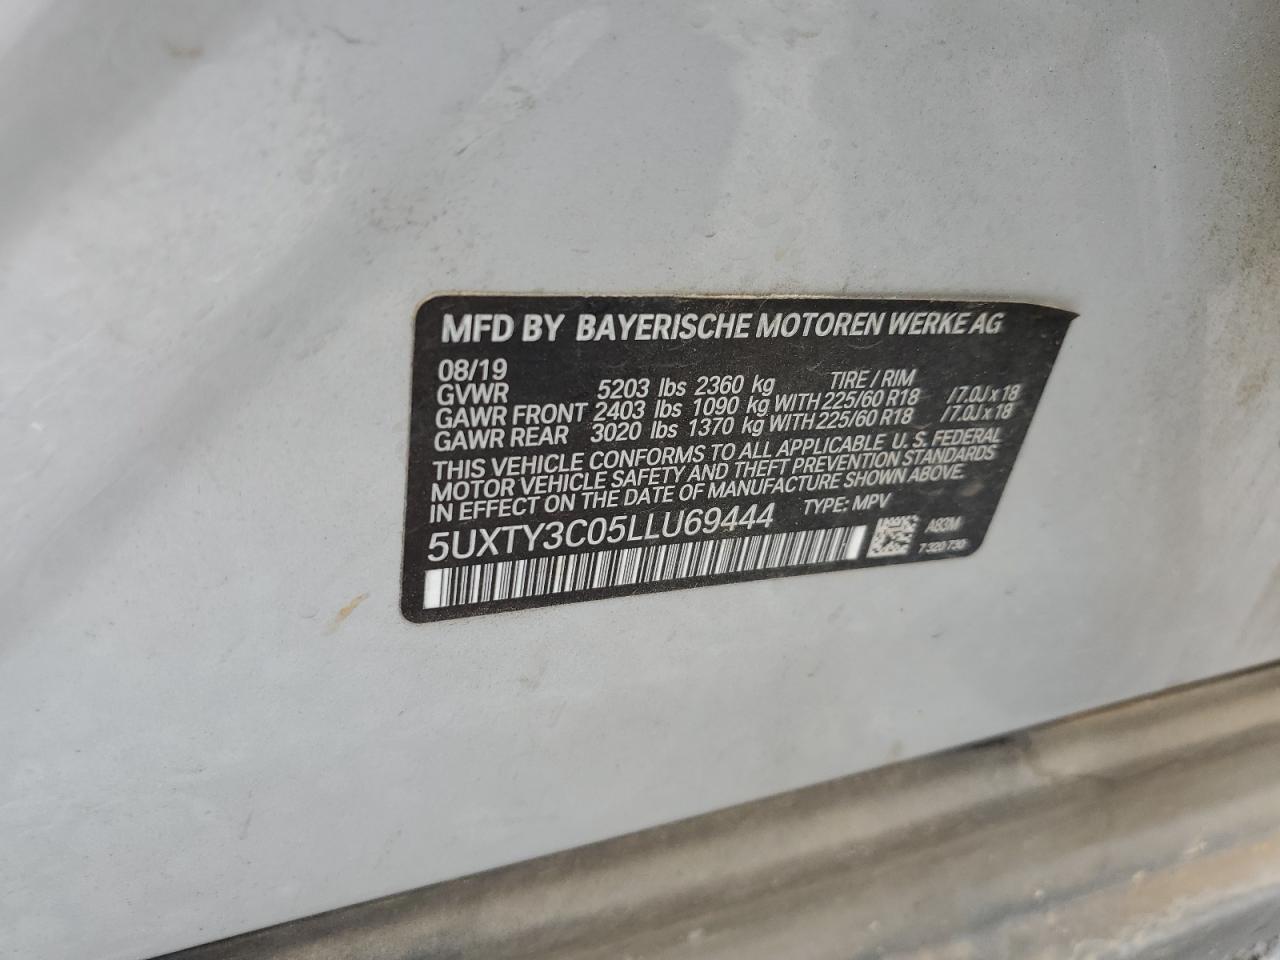 MFD BY BAYERISCHE MOTOREN WERKE AG
08/19
GVWR 5203 lbs 2360 kg TIRE / RIM
GAWR FRONT 2403 lbs 1090 kg WITH 225/60 R18 /7.0J x 18
GAWR REAR 3020 lbs 1370 kg WITH 225/60 R18 /7.0J x 18
THIS VEHICLE CONFORMS TO ALL APPLICABLE U. S. FEDERAL
MOTOR VEHICLE SAFETY AND THEFT PREVENTION STANDARDS
IN EFFECT ON THE DATE OF MANUFACTURE SHOWN ABOVE.
5UXTY3C05LLU69444 TYPE: MPV
A83M
7 320 730